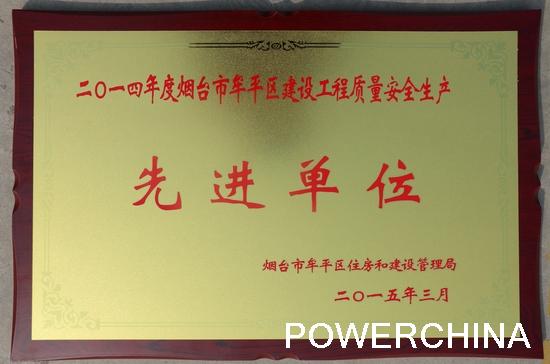 二〇一四年度烟台市牟平区建设工程质量安全生产
先进单位
烟台市牟平区住房和建设管理局
二〇一五年三月
POWERCHINA